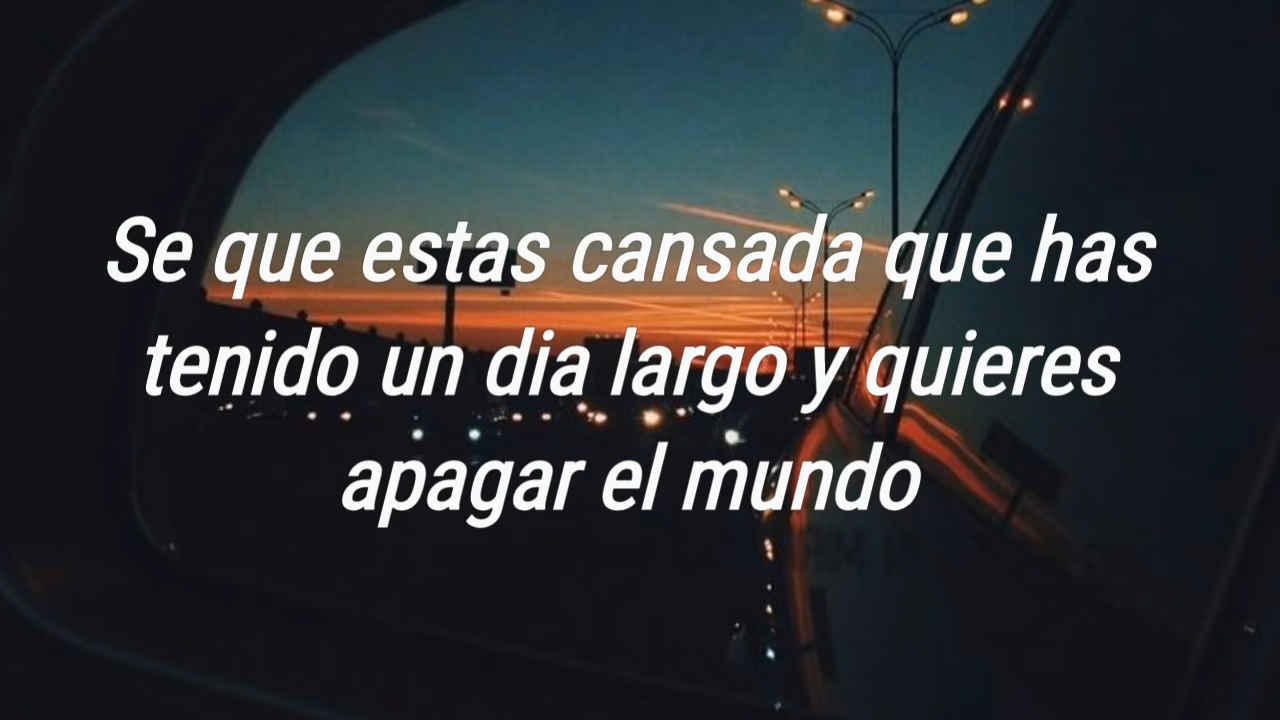 Se que estas cansada que has
tenido un dia largo y quieres
apagar el mundo